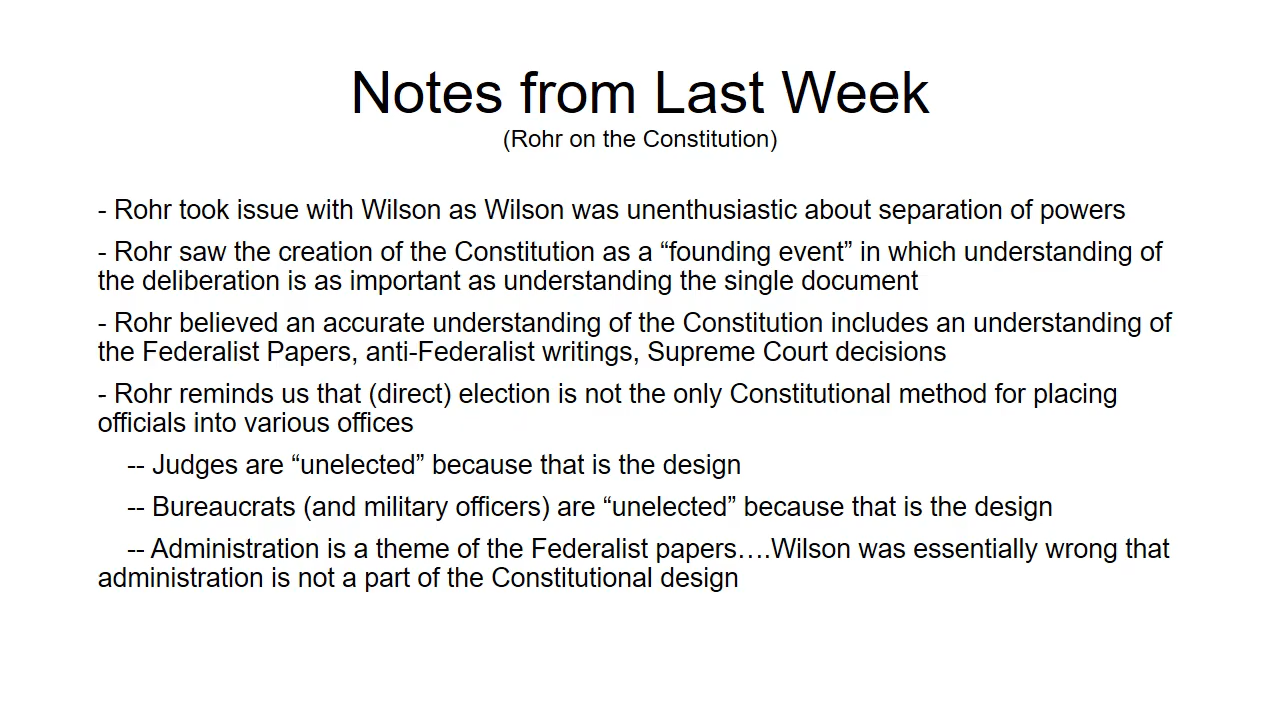 Notes from Last Week
(Rohr on the Constitution)
- Rohr took issue with Wilson as Wilson was unenthusiastic about separation of powers
- Rohr saw the creation of the Constitution as a “founding event” in which understanding of
the deliberation is as important as understanding the single document
- Rohr believed an accurate understanding of the Constitution includes an understanding of
the Federalist Papers, anti-Federalist writings, Supreme Court decisions
- Rohr reminds us that (direct) election is not the only Constitutional method for placing
officials into various offices
-- Judges are “unelected” because that is the design
-- Bureaucrats (and military officers) are “unelected” because that is the design
-- Administration is a theme of the Federalist papers….Wilson was essentially wrong that
administration is not a part of the Constitutional design